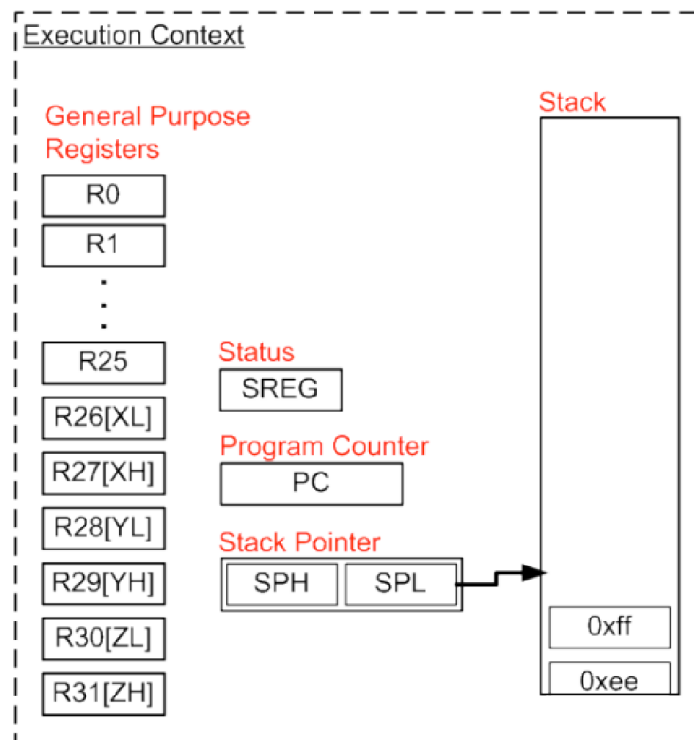 Execution Context
General Purpose
Registers
Stack
R0
R1
R25
Status
SREG
R26[XL]
Program Counter
R27[XH]
PC
R28[YL]
Stack Pointer
R29[YH]
SPH
SPL
R30[ZL]
0xff
R31[ZH]
0xee